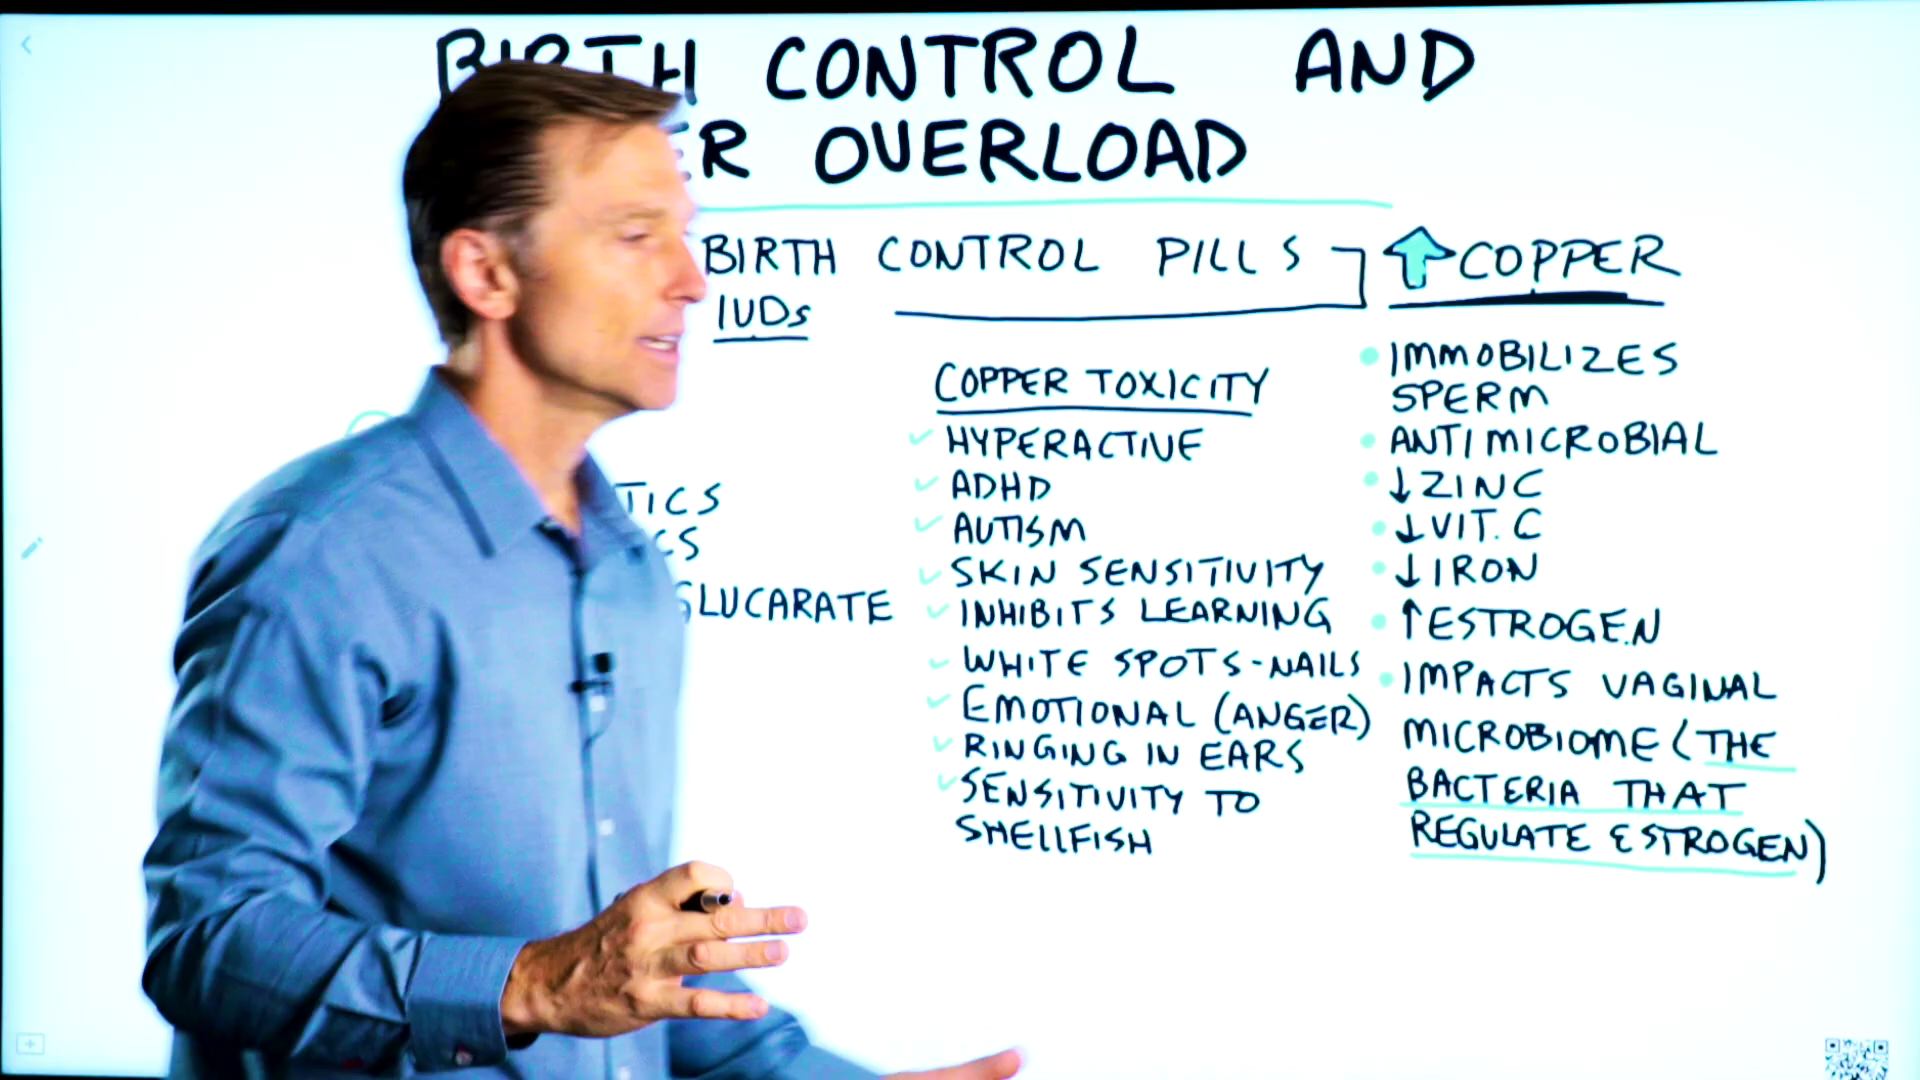 BIRTH CONTROL AND
OVERLOAD
BIRTH CONTROL PILLS
IUDs
↑ COPPER
COPPER TOXICITY
HYPERACTIVE
ADHD
AUTISM
SKIN SENSITIVITY
INHIBITS LEARNING
WHITE SPOTS-NAILS
EMOTIONAL (ANGER)
RINGING IN EARS
SENSITIVITY TO
SHELLFISH
• IMMOBILIZES
SPERM
• ANTIMICROBIAL
• ↓ ZINC
• ↓ VIT. C
• ↓ IRON
• ↑ ESTROGEN
• IMPACTS VAGINAL
MICROBIOME (THE
BACTERIA THAT
REGULATE ESTROGEN)